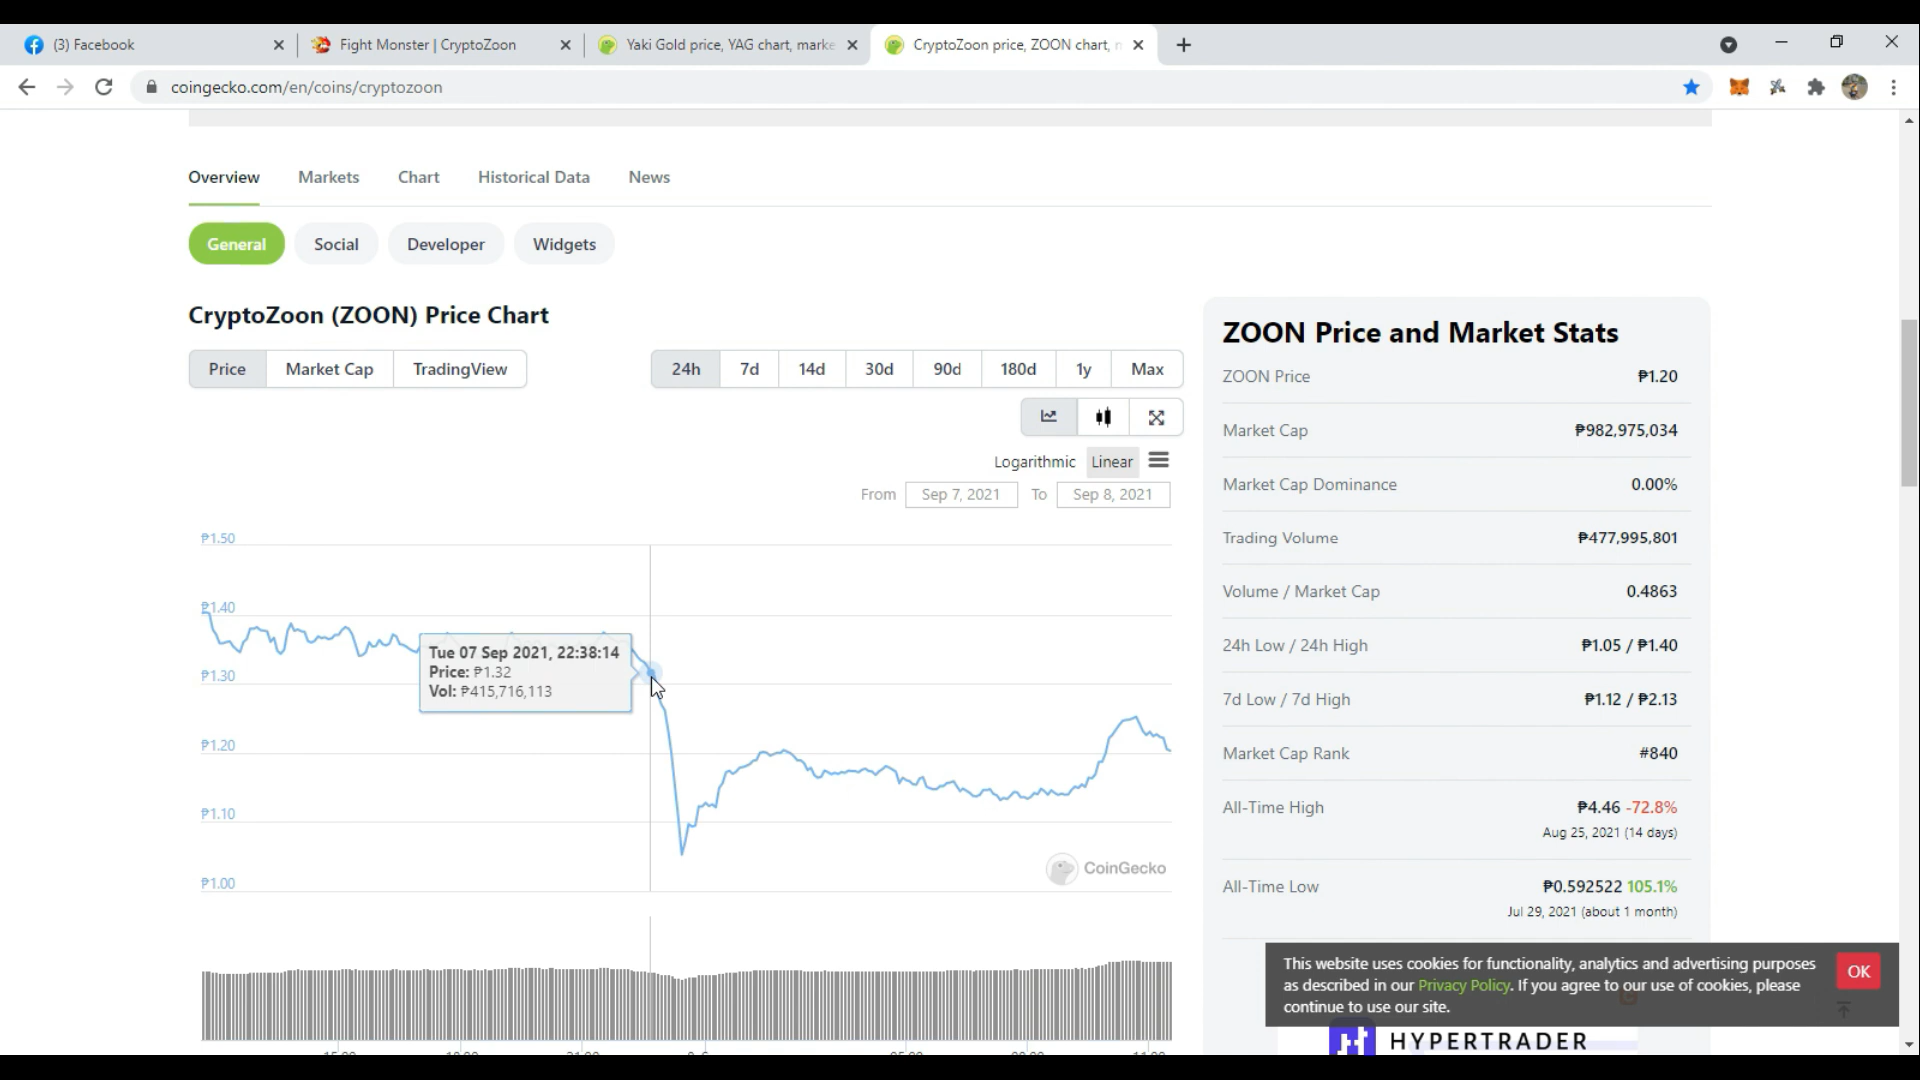 (3) Facebook
Fight Monster | CryptoZoon
Yaki Gold price, YAG chart, marke
CryptoZoon price, ZOON chart, m
coingecko.com/en/coins/cryptozoon
Overview Markets Chart Historical Data News
General Social Developer Widgets
CryptoZoon (ZOON) Price Chart
Price Market Cap TradingView
24h 7d 14d 30d 90d 180d 1y Max
Logarithmic Linear
From Sep 7, 2021 To Sep 8, 2021
₱1.50
₱1.40
₱1.30
₱1.20
₱1.10
₱1.00
Tue 07 Sep 2021, 22:38:14
Price: ₱1.32
Vol: ₱415,716,113
CoinGecko
ZOON Price and Market Stats
ZOON Price ₱1.20
Market Cap ₱982,975,034
Market Cap Dominance 0.00%
Trading Volume ₱477,995,801
Volume / Market Cap 0.4863
24h Low / 24h High ₱1.05 / ₱1.40
7d Low / 7d High ₱1.12 / ₱2.13
Market Cap Rank #840
All-Time High ₱4.46 -72.8%
Aug 25, 2021 (14 days)
All-Time Low ₱0.592522 105.1%
Jul 29, 2021 (about 1 month)
This website uses cookies for functionality, analytics and advertising purposes
as described in our Privacy Policy. If you agree to our use of cookies, please
continue to use our site.
OK
HYPERTRADER